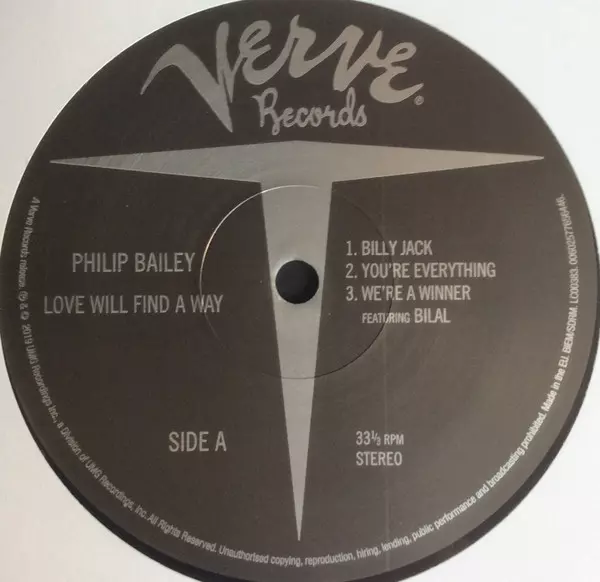 VERVE®
Records
PHILIP BAILEY
LOVE WILL FIND A WAY
1. BILLY JACK
2. YOU'RE EVERYTHING
3. WE'RE A WINNER
FEATURING BILAL
SIDE A
33⅓ RPM
STEREO
A Verve Records release; ℗ & © 2019 UMG Recordings Inc., a Division of UMG Recordings, Inc. All Rights Reserved. Unauthorised copying, reproduction, hiring, lending, public performance and broadcasting prohibited. Made in the EU. BIEM/SDRM. LC00383. 00602577656446.